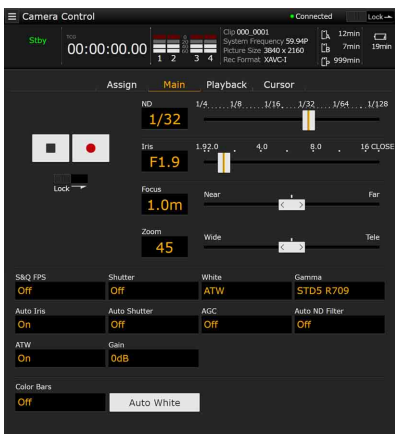 Camera Control
Connected
Lock
Stby
TCG
00:00:00.00
0
20
1 2 3 4
Clip 000_0001
System Frequency 59.94P
Picture Size 3840 x 2160
Rec Format XAVC-I
A 12min
B 7min
999min
19min
Assign Main Playback Cursor
ND
1/32
1/4 1/8 1/16 1/32 1/64 1/128
Iris
F1.9
1.92.0 4.0 8.0 16 CLOSE
Lock
Focus
1.0m
Near Far
Zoom
45
Wide Tele
S&Q FPS Shutter White Gamma
Off Off ATW STD5 R709
Auto Iris Auto Shutter AGC Auto ND Filter
On Off Off Off
ATW Gain
On 0dB
Color Bars
Off Auto White